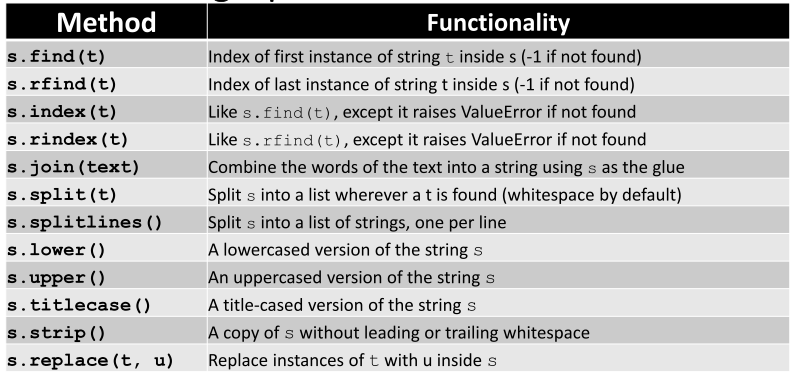 Method Functionality
s.find(t) Index of first instance of string t inside s (-1 if not found)
s.rfind(t) Index of last instance of string t inside s (-1 if not found)
s.index(t) Like s.find(t), except it raises ValueError if not found
s.rindex(t) Like s.rfind(t), except it raises ValueError if not found
s.join(text) Combine the words of the text into a string using s as the glue
s.split(t) Split s into a list wherever a t is found (whitespace by default)
s.splitlines() Split s into a list of strings, one per line
s.lower() A lowercased version of the string s
s.upper() An uppercased version of the string s
s.titlecase() A title-cased version of the string s
s.strip() A copy of s without leading or trailing whitespace
s.replace(t, u) Replace instances of t with u inside s